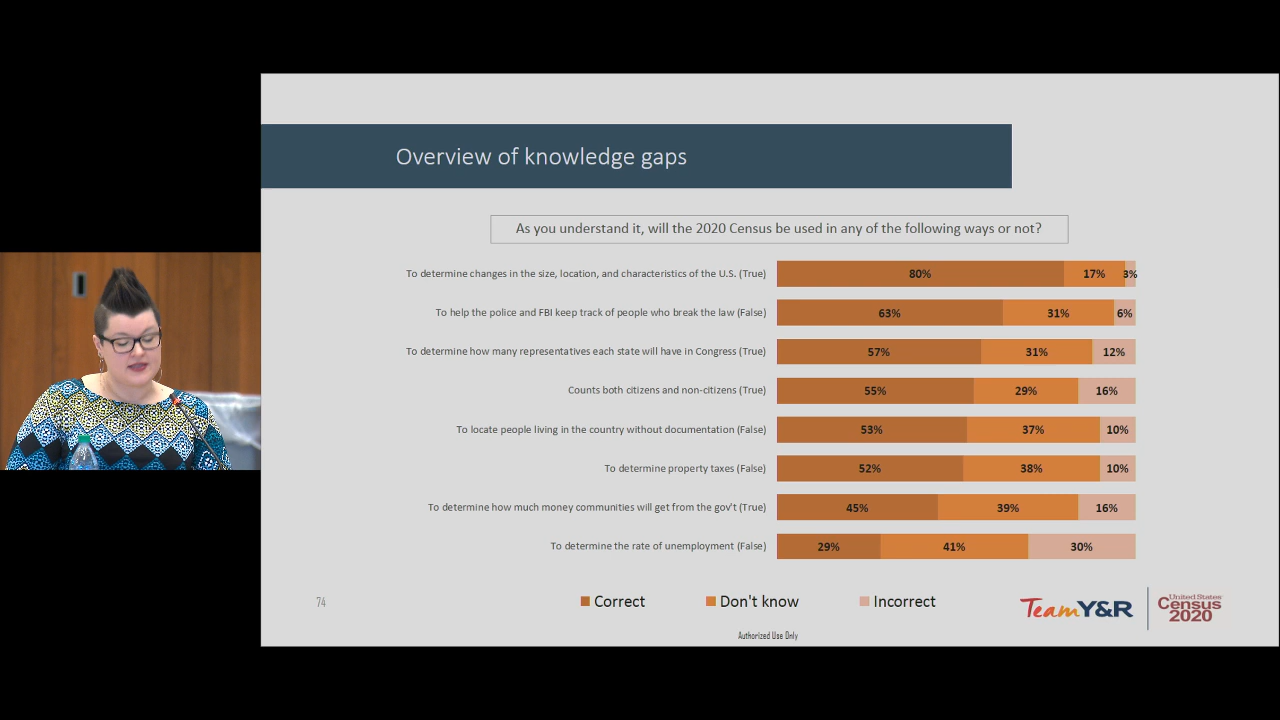 Overview of knowledge gaps
As you understand it, will the 2020 Census be used in any of the following ways or not?
To determine changes in the size, location, and characteristics of the U.S. (True) 80% 17% 3%
To help the police and FBI keep track of people who break the law (False) 63% 31% 6%
To determine how many representatives each state will have in Congress (True) 57% 31% 12%
Counts both citizens and non-citizens (True) 55% 29% 16%
To locate people living in the country without documentation (False) 53% 37% 10%
To determine property taxes (False) 52% 38% 10%
To determine how much money communities will get from the gov't (True) 45% 39% 16%
To determine the rate of unemployment (False) 29% 41% 30%
74 Correct Don't know Incorrect
TeamY&R
United States
Census
2020
Authorized Use Only